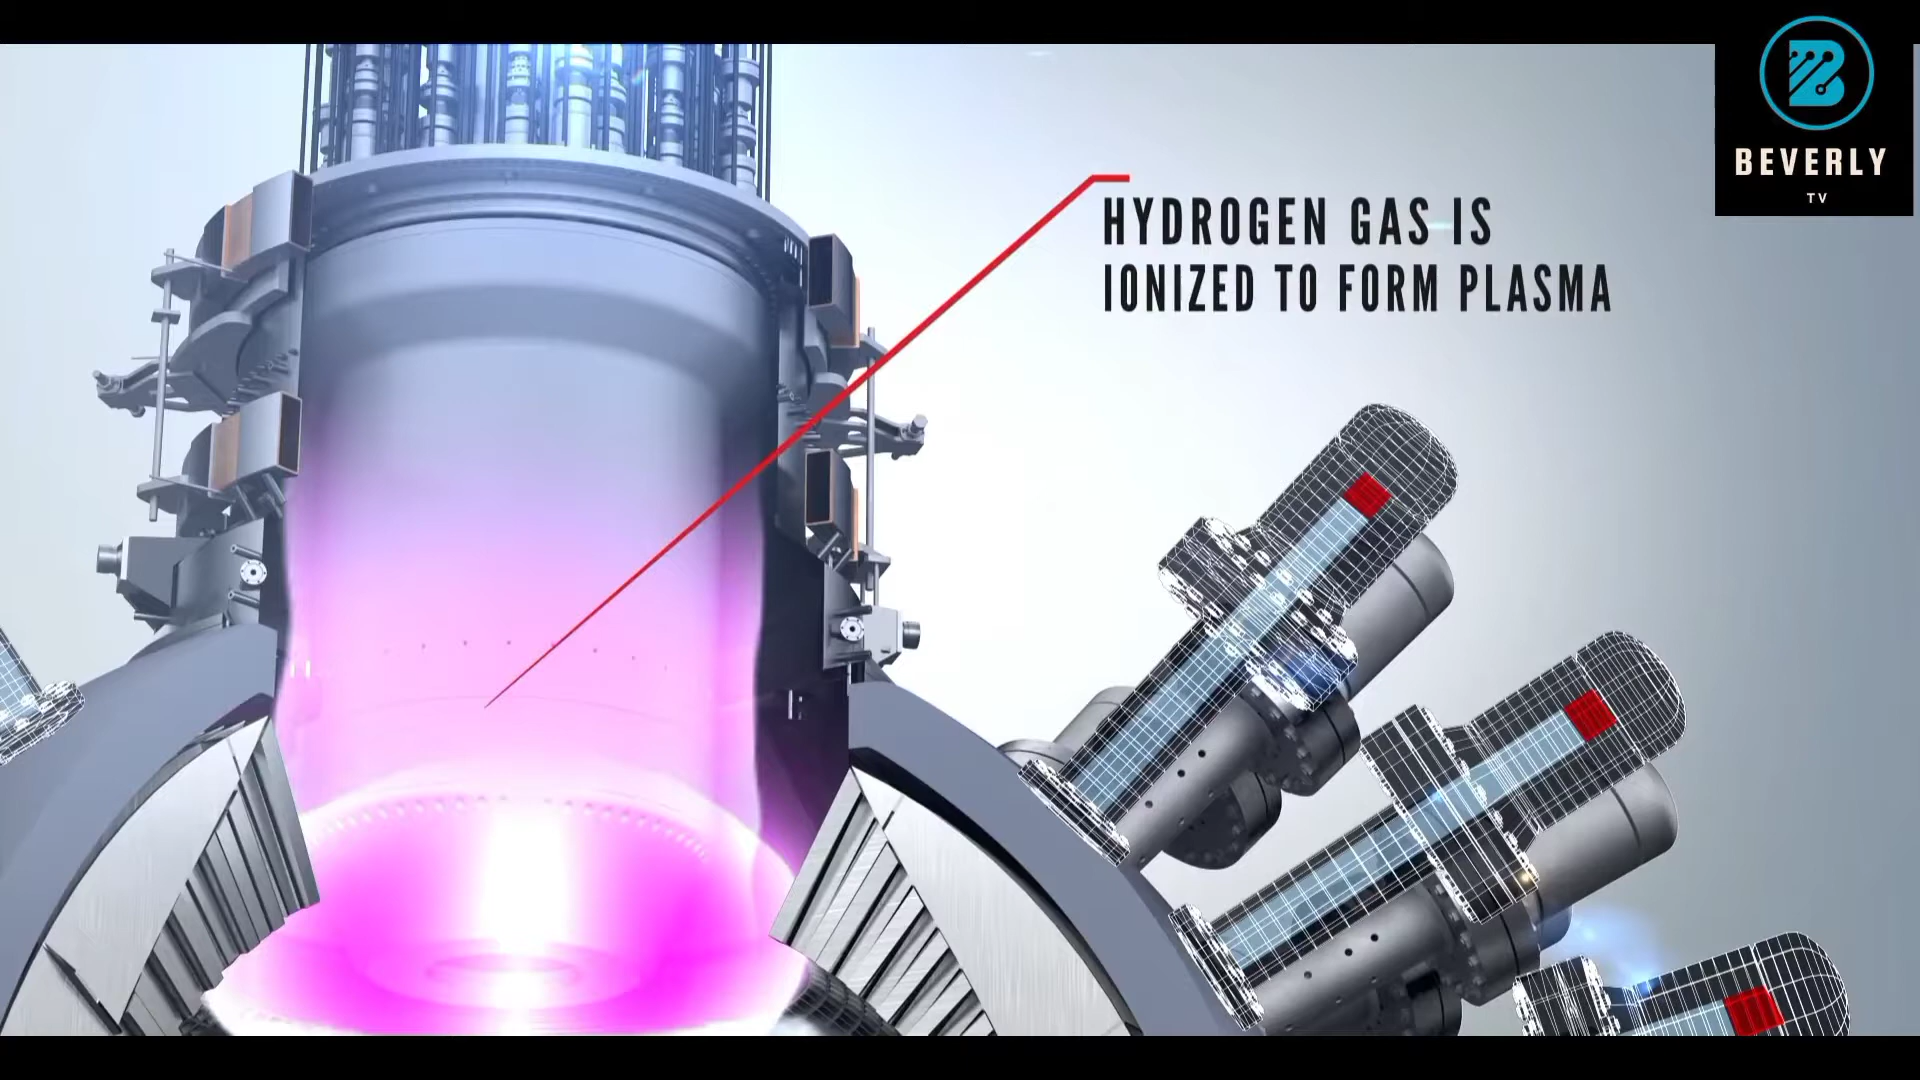 BEVERLY
TV
HYDROGEN GAS IS
IONIZED TO FORM PLASMA